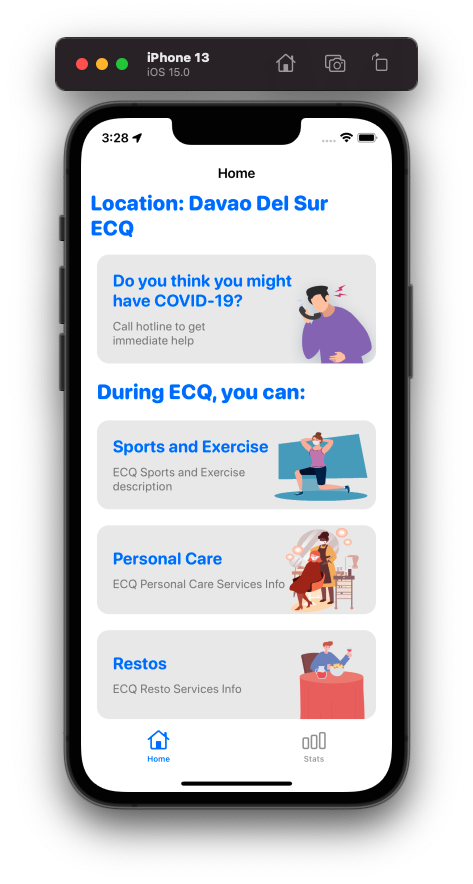 iPhone 13
iOS 15.0
3:28
Home
Location: Davao Del Sur
ECQ
Do you think you might
have COVID-19?
Call hotline to get
immediate help
During ECQ, you can:
Sports and Exercise
ECQ Sports and Exercise
description
Personal Care
ECQ Personal Care Services Info
Restos
ECQ Resto Services Info
Home
Stats